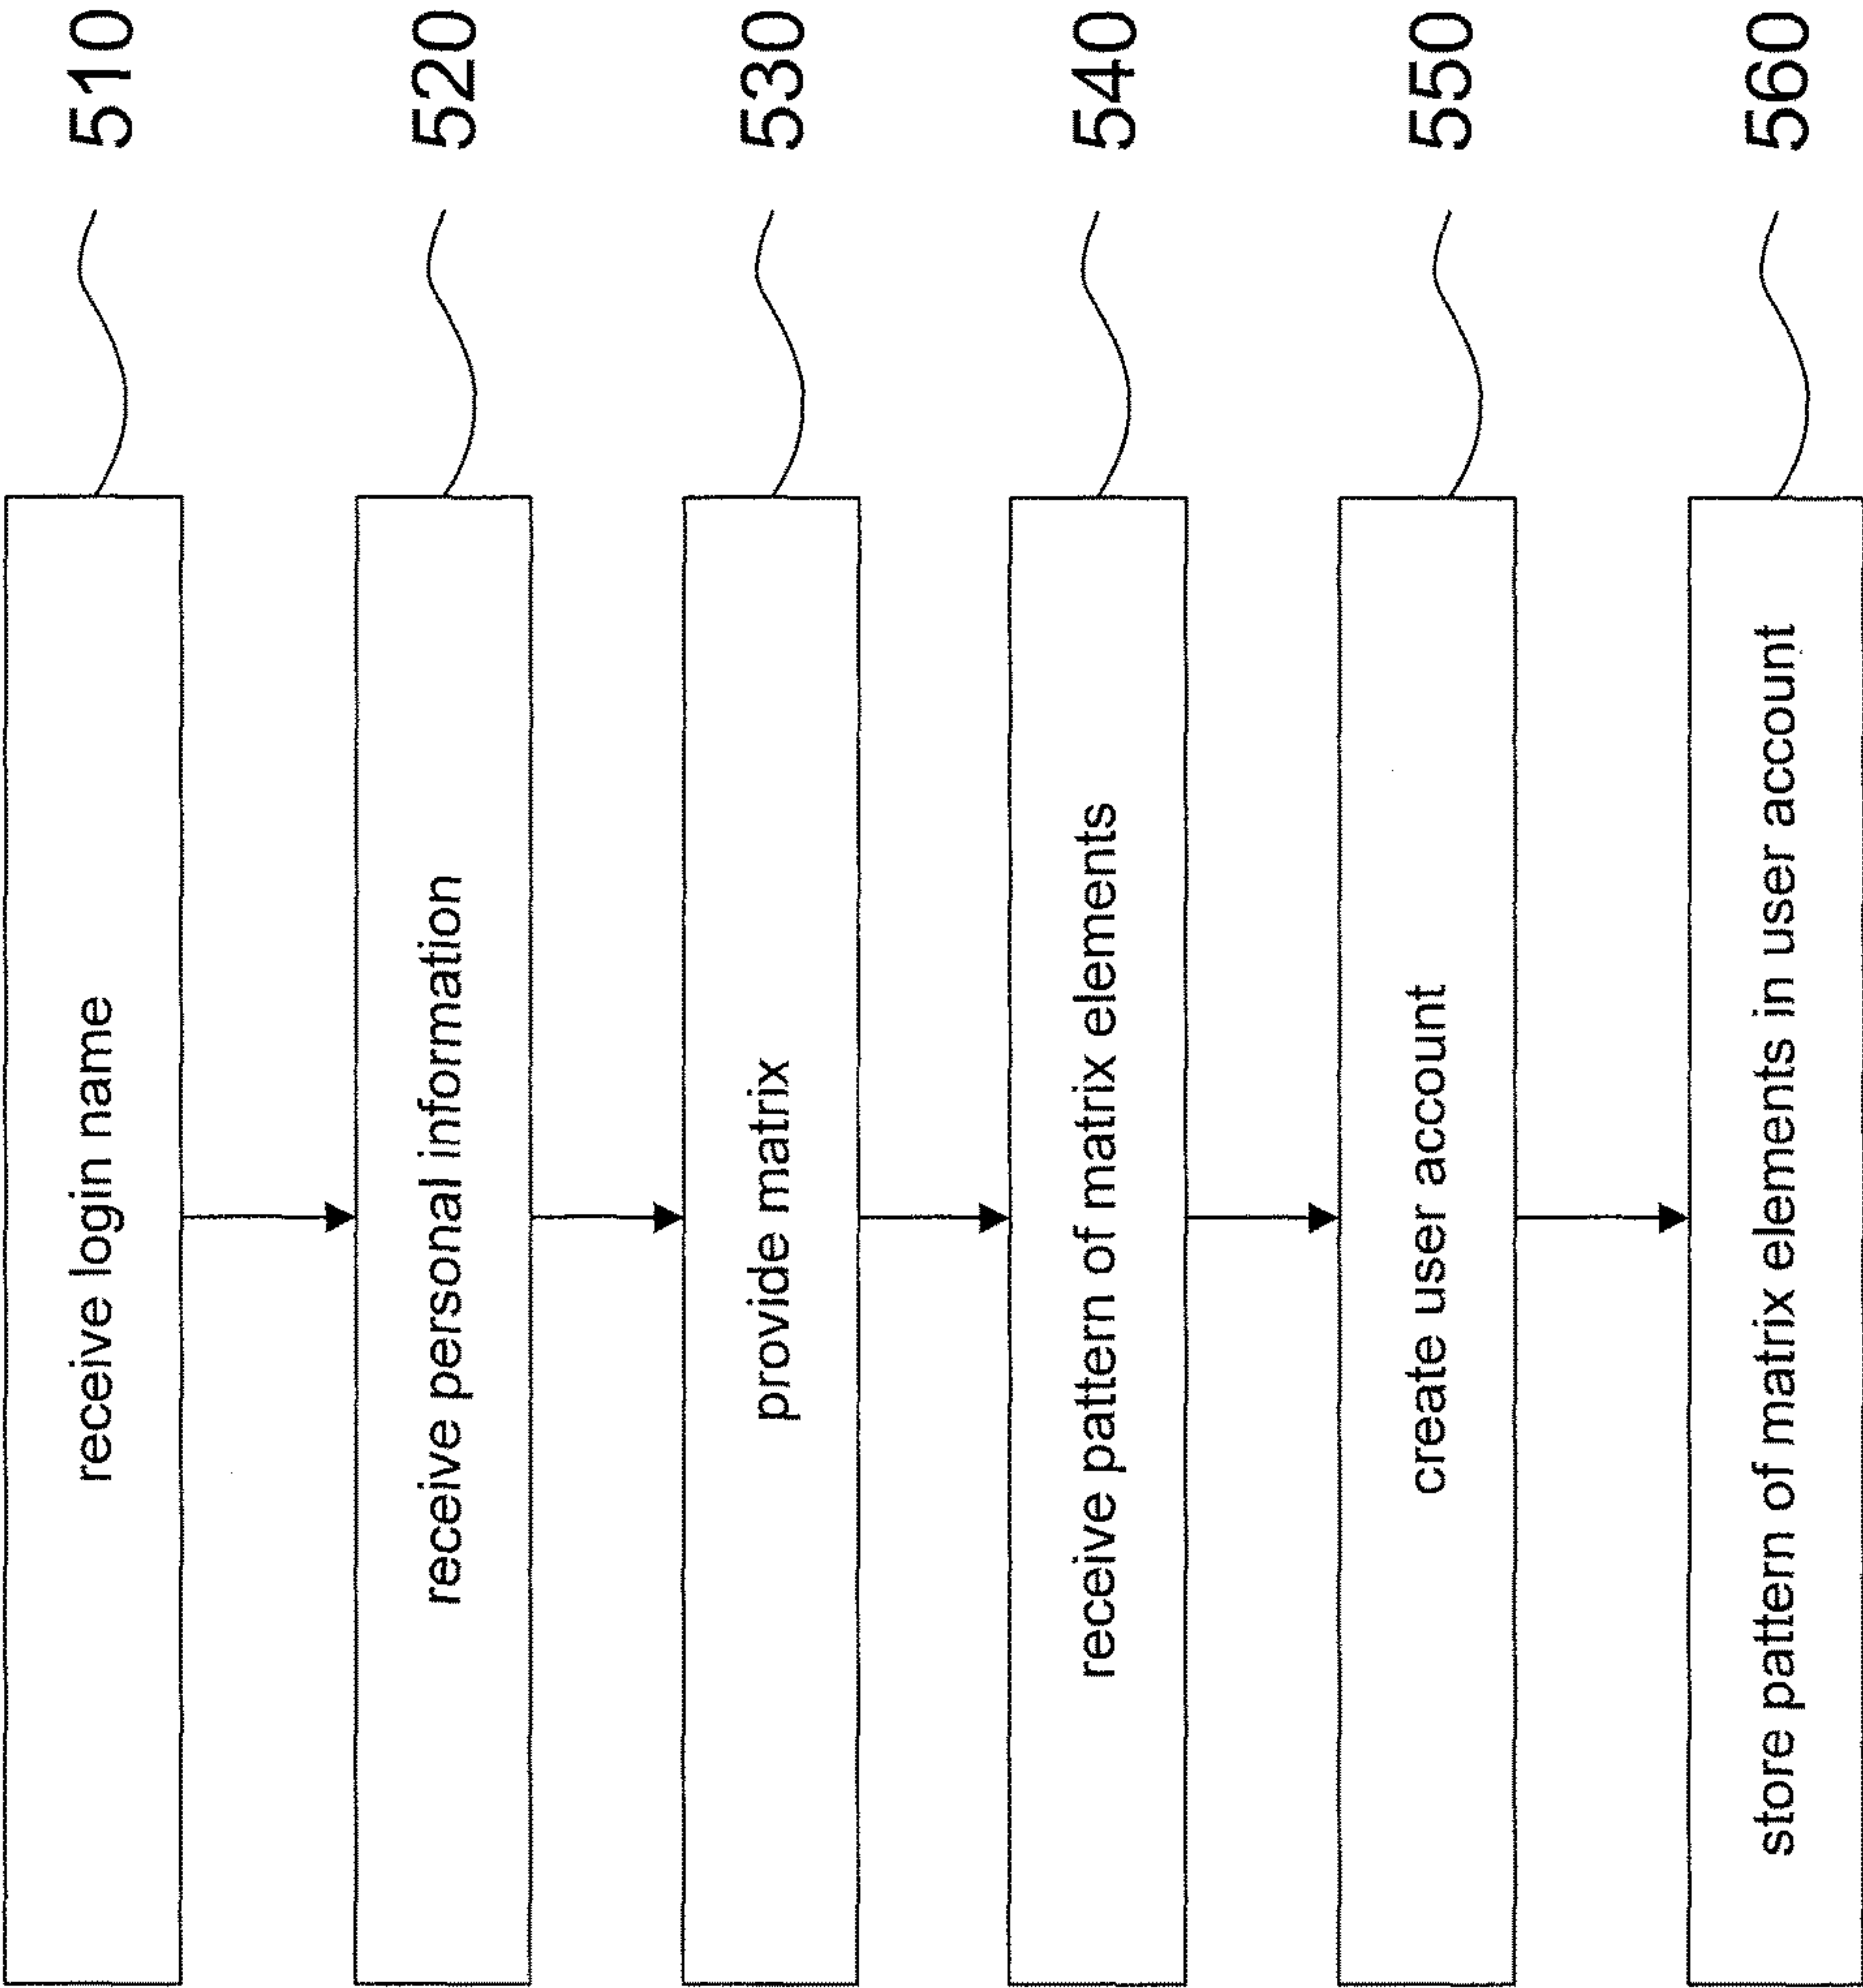 receive login name
510
receive personal information
520
provide matrix
530
receive pattern of matrix elements
540
create user account
550
store pattern of matrix elements in user account
560